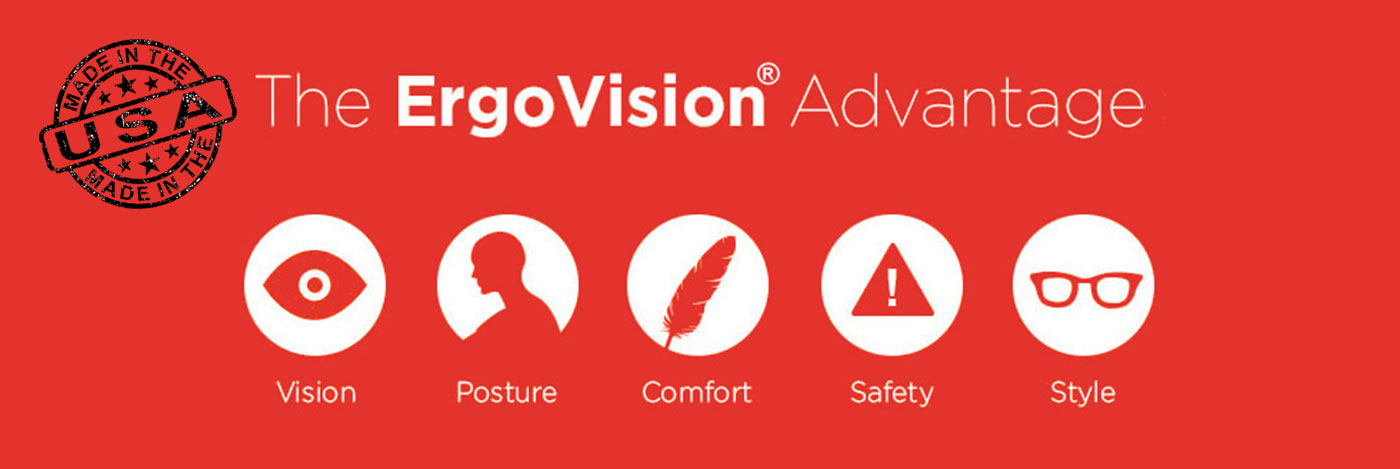 MADE IN THE
USA
MADE IN THE
The ErgoVision® Advantage
Vision
Posture
Comfort
Safety
Style